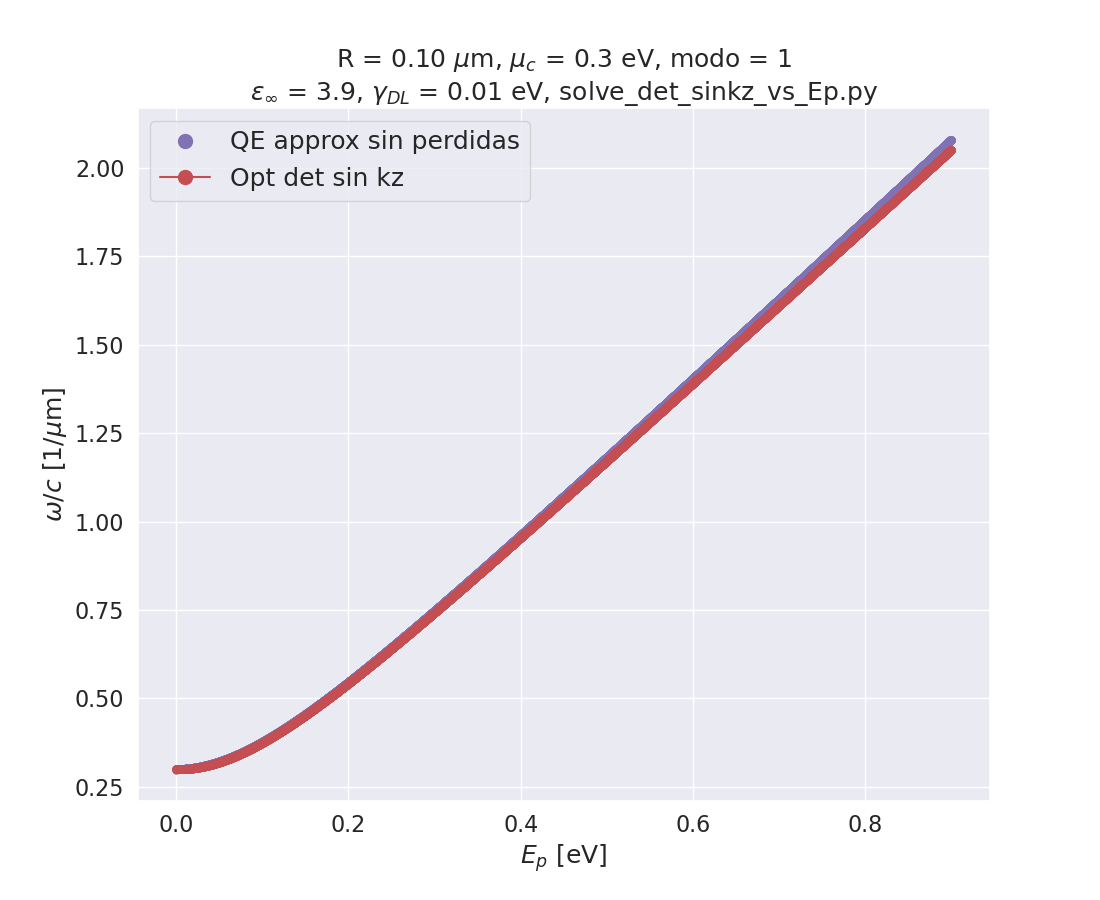 R = 0.10 μm, μc = 0.3 eV, modo = 1
ε∞ = 3.9, γDL = 0.01 eV, solve_det_sinkz_vs_Ep.py
QE approx sin perdidas
Opt det sin kz
2.00
1.75
1.50
1.25
1.00
0.75
0.50
0.25
ω/c [1/μm]
0.0 0.2 0.4 0.6 0.8
Ep [eV]